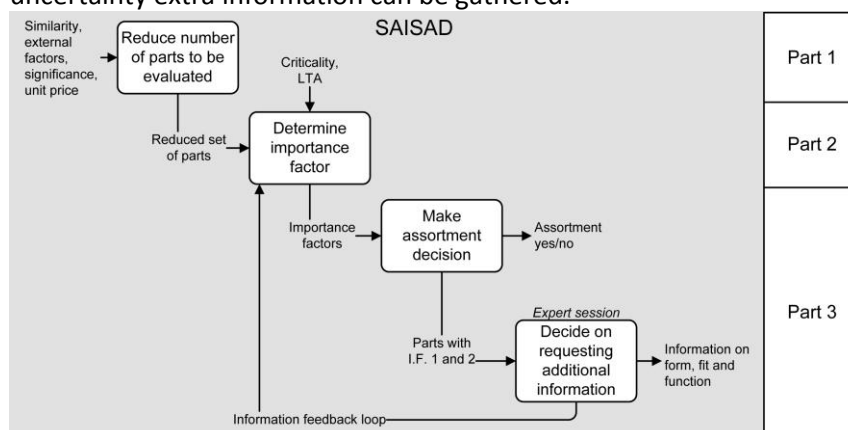 uncertainty extra information can be gathered.
SAISAD
Similarity,
external
factors,
significance,
unit price
Reduce number
of parts to be
evaluated
Part 1
Criticality,
LTA
Reduced set
of parts
Determine
importance
factor
Part 2
Importance
factors
Make
assortment
decision
Assortment
yes/no
Part 3
Expert session
Parts with
I.F. 1 and 2
Decide on
requesting
additional
information
Information on
form, fit and
function
Information feedback loop